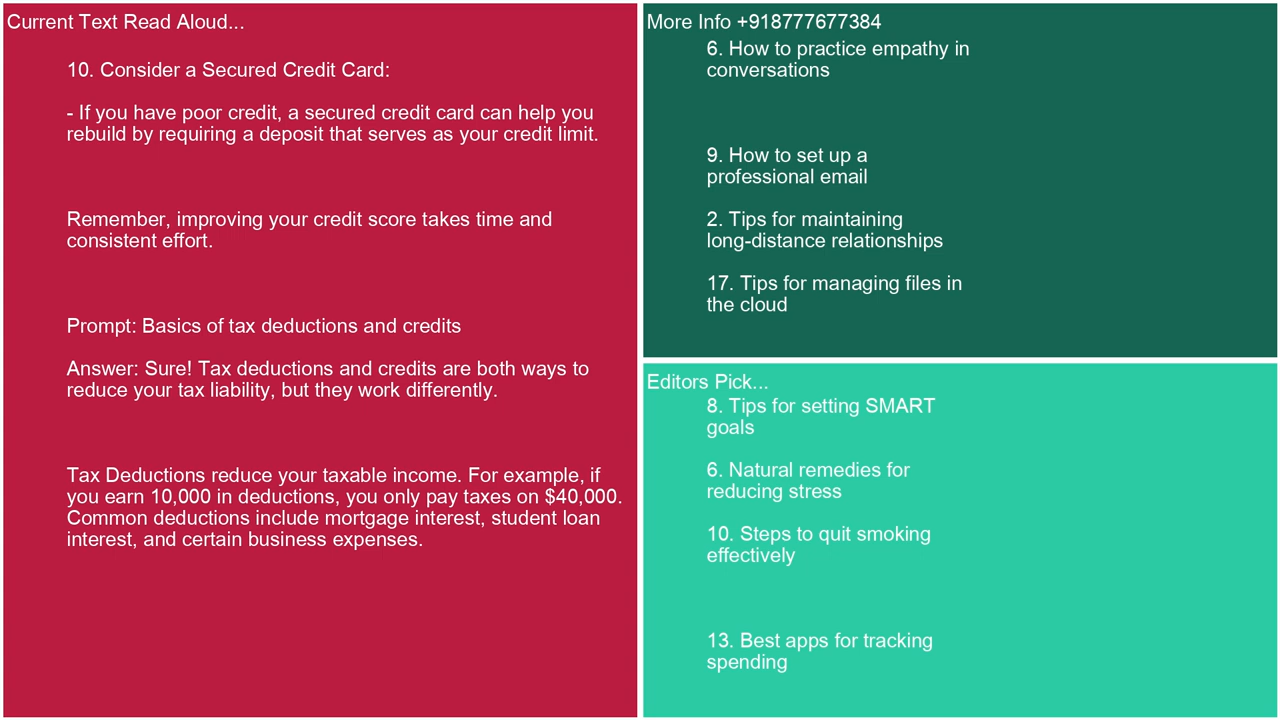 Current Text Read Aloud...
10. Consider a Secured Credit Card:
- If you have poor credit, a secured credit card can help you
rebuild by requiring a deposit that serves as your credit limit.
Remember, improving your credit score takes time and
consistent effort.
Prompt: Basics of tax deductions and credits
Answer: Sure! Tax deductions and credits are both ways to
reduce your tax liability, but they work differently.
Tax Deductions reduce your taxable income. For example, if
you earn 10,000 in deductions, you only pay taxes on $40,000.
Common deductions include mortgage interest, student loan
interest, and certain business expenses.
More Info +918777677384
6. How to practice empathy in
conversations
9. How to set up a
professional email
2. Tips for maintaining
long-distance relationships
17. Tips for managing files in
the cloud
Editors Pick...
8. Tips for setting SMART
goals
6. Natural remedies for
reducing stress
10. Steps to quit smoking
effectively
13. Best apps for tracking
spending